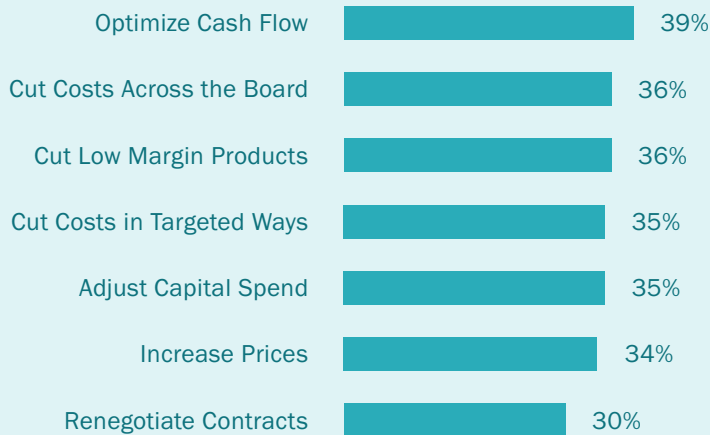 Optimize Cash Flow 39%
Cut Costs Across the Board 36%
Cut Low Margin Products 36%
Cut Costs in Targeted Ways 35%
Adjust Capital Spend 35%
Increase Prices 34%
Renegotiate Contracts 30%